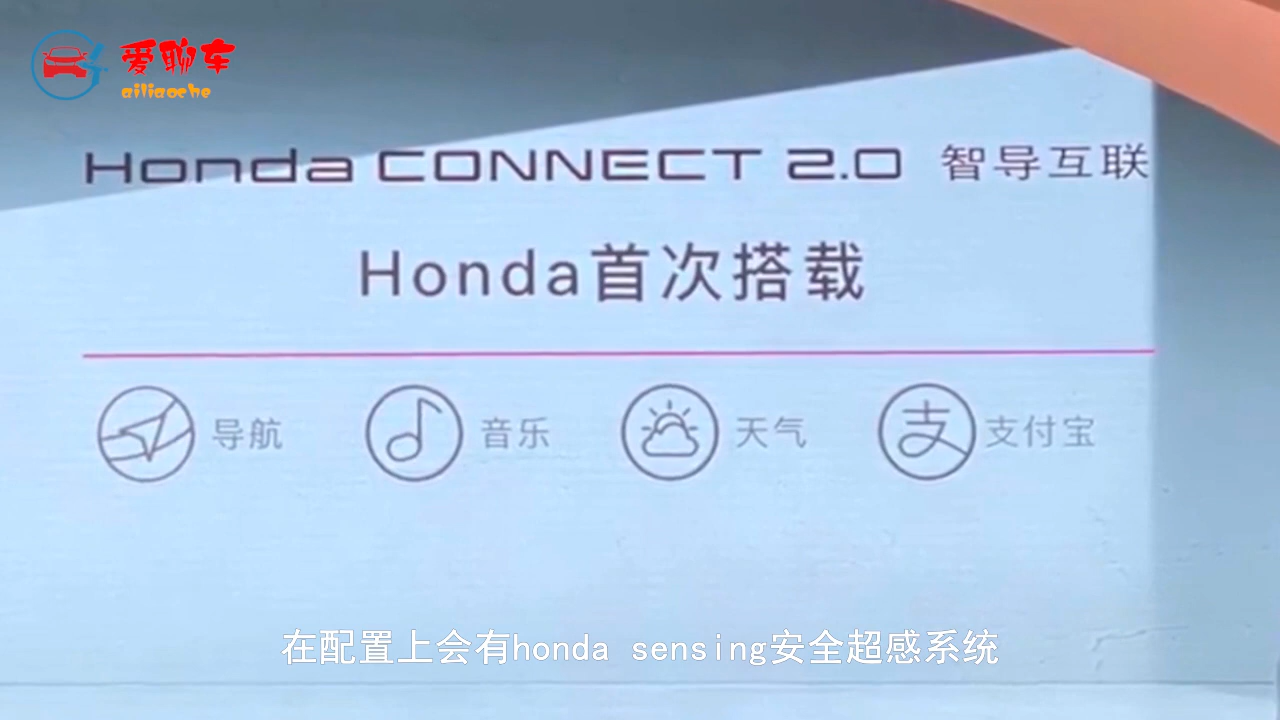 爱聊车
ailiaoche
Honda CONNECT 2.0 智导互联
Honda首次搭载
导航 音乐 天气 支 支付宝
在配置上会有honda sensing安全超感系统